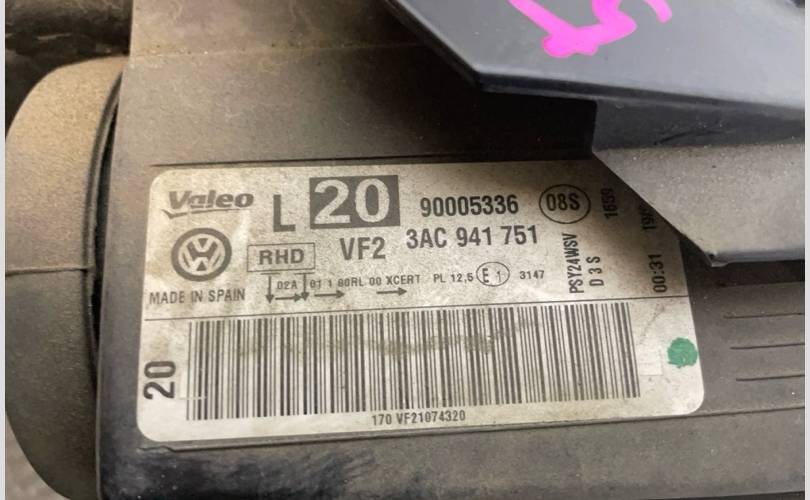 Valeo L 20 90005336 08S
RHD VF2 3AC 941 751
MADE IN SPAIN
02A 01 1 80RL 00 XCERT PL 12,5 E 1 3147
PSY24WSV
D3S
00:31
20
170 VF21074320